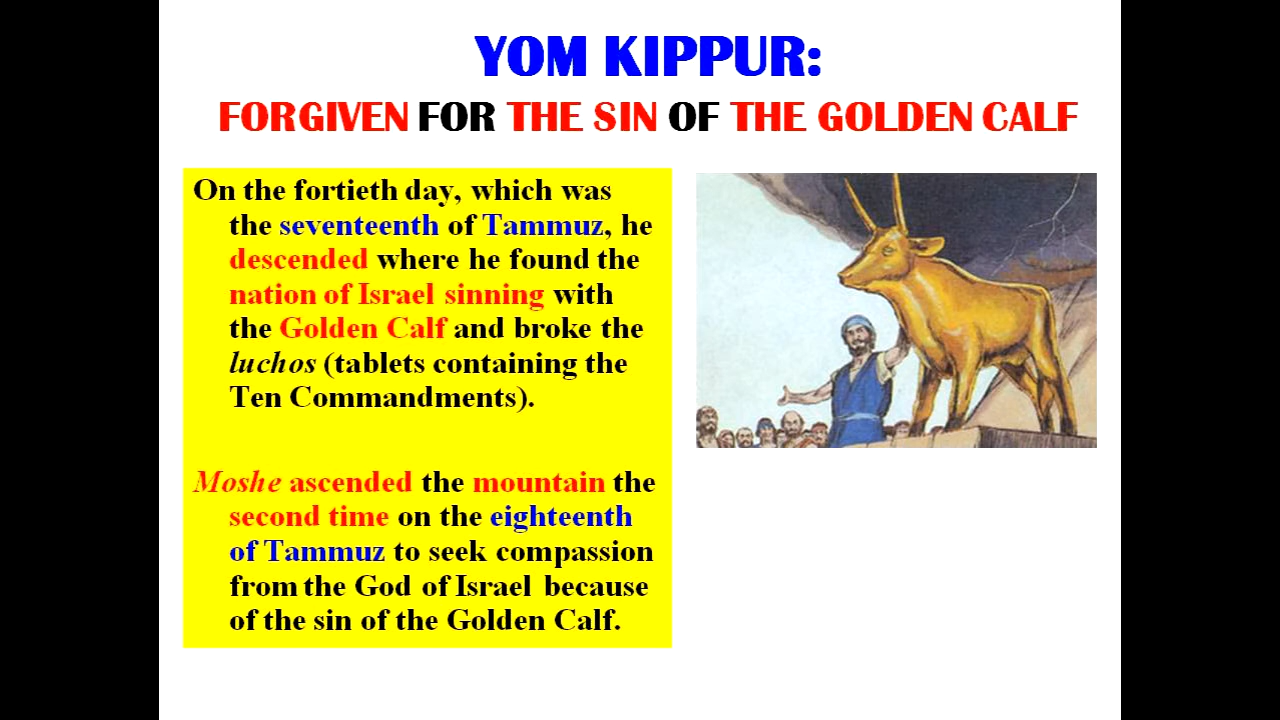 YOM KIPPUR:
FORGIVEN FOR THE SIN OF THE GOLDEN CALF
On the fortieth day, which was
the seventeenth of Tammuz, he
descended where he found the
nation of Israel sinning with
the Golden Calf and broke the
luchos (tablets containing the
Ten Commandments).
Moshe ascended the mountain the
second time on the eighteenth
of Tammuz to seek compassion
from the God of Israel because
of the sin of the Golden Calf.